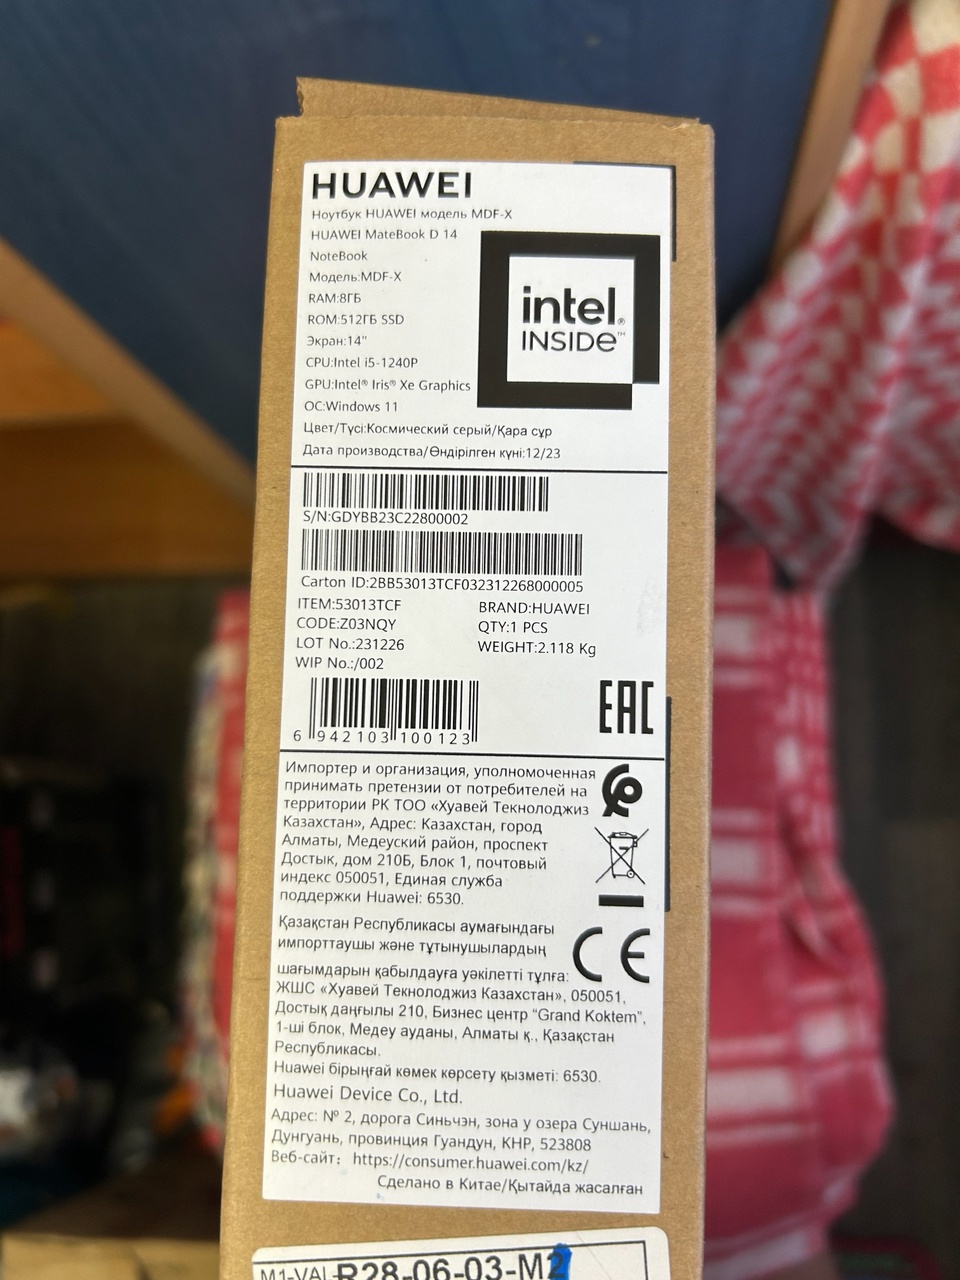 HUAWEI
Ноутбук HUAWEI модель MDF-X
HUAWEI MateBook D 14
NoteBook
Модель:MDF-X
RAM:8ГБ
ROM:512ГБ SSD
Экран:14"
CPU:Intel i5-1240P
GPU:Intel® Iris® Xe Graphics
ОС:Windows 11
intel®
INSIDE™
Цвет/Түсі:Космический серый/Қара сұр
Дата производства/Өндірілген күні:12/23
S/N:GDYBB23C22800002
Carton ID:2BB53013TCF032312268000005
ITEM:53013TCF BRAND:HUAWEI
CODE:Z03NQY QTY:1 PCS
LOT No.:231226 WEIGHT:2.118 Kg
WIP No.:/002
6 942103 100123
EAC
Импортер и организация, уполномоченная
принимать претензии от потребителей на
территории РК ТОО «Хуавей Текнолоджиз
Казахстан», Адрес: Казахстан, город
Алматы, Медеуский район, проспект
Достык, дом 210Б, Блок 1, почтовый
индекс 050051, Единая служба
поддержки Huawei: 6530.
Қазақстан Республикасы аумағындағы
импорттаушы және тұтынушылардың
шағымдарын қабылдауға уәкілетті тұлға:
CE
ЖШС «Хуавей Текнолоджиз Казахстан», 050051,
Достық даңғылы 210, Бизнес центр "Grand Koktem",
1-ші блок, Медеу ауданы, Алматы қ., Қазақстан
Республикасы.
Huawei бірыңғай көмек көрсету қызметі: 6530.
Huawei Device Co., Ltd.
Адрес: № 2, дорога Синьчэн, зона у озера Суншань,
Дунгуань, провинция Гуандун, КНР, 523808
Веб-сайт: https://consumer.huawei.com/kz/
Сделано в Китае/Қытайда жасалған
M1-VAL-R28-06-03-M2